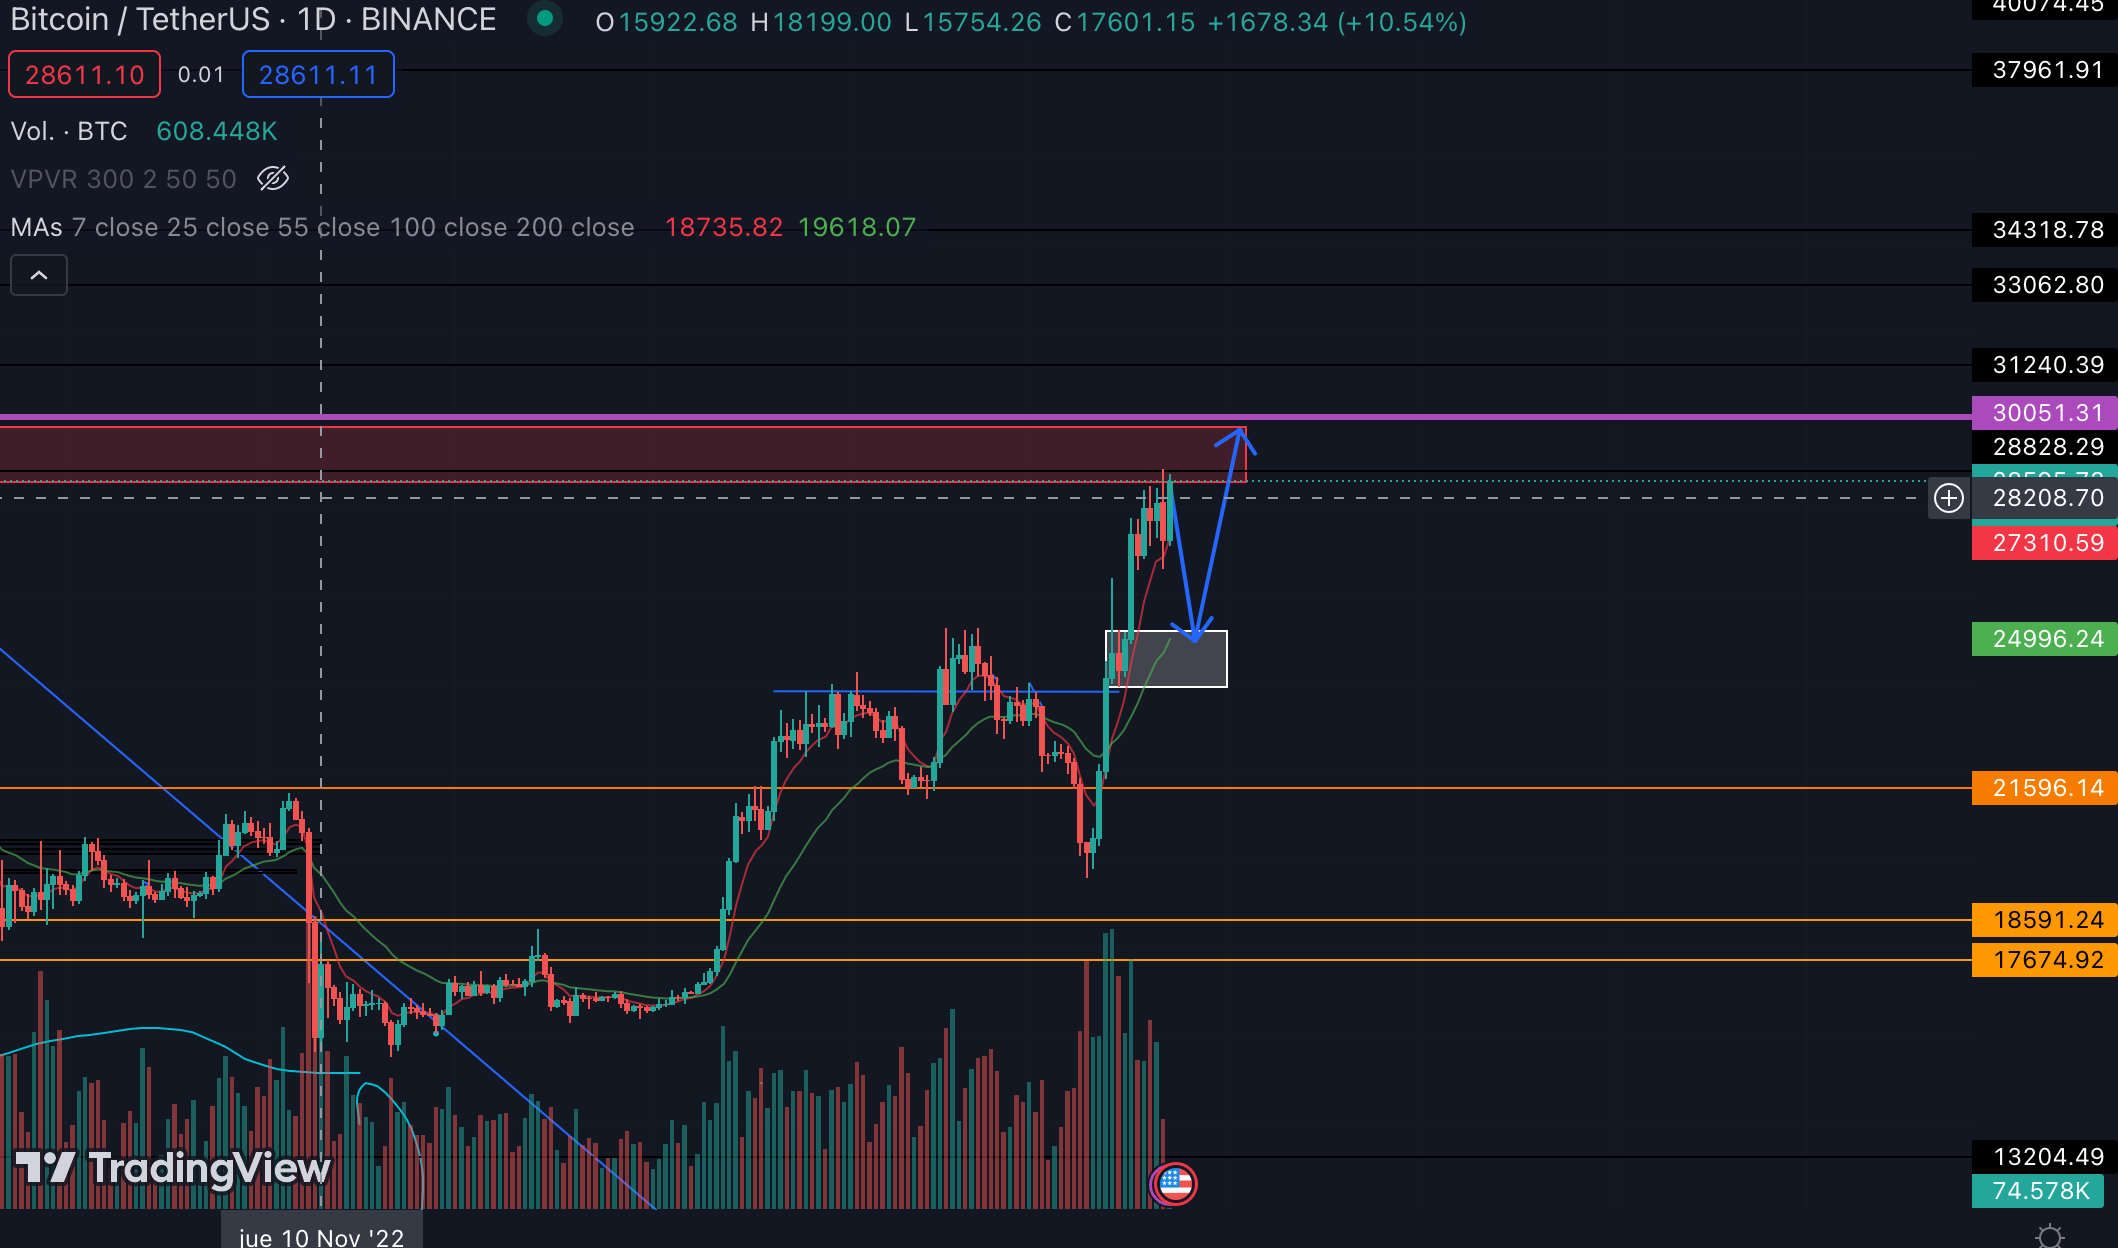 Bitcoin / TetherUS · 1D · BINANCE O15922.68 H18199.00 L15754.26 C17601.15 +1678.34 (+10.54%)
28611.10 0.01 28611.11
Vol. · BTC 608.448K
VPVR 300 2 50 50
MAs 7 close 25 close 55 close 100 close 200 close 18735.82 19618.07
40074.45
37961.91
34318.78
33062.80
31240.39
30051.31
28828.29
28208.70
27310.59
24996.24
21596.14
18591.24
17674.92
13204.49
74.578K
TradingView
jue 10 Nov '22